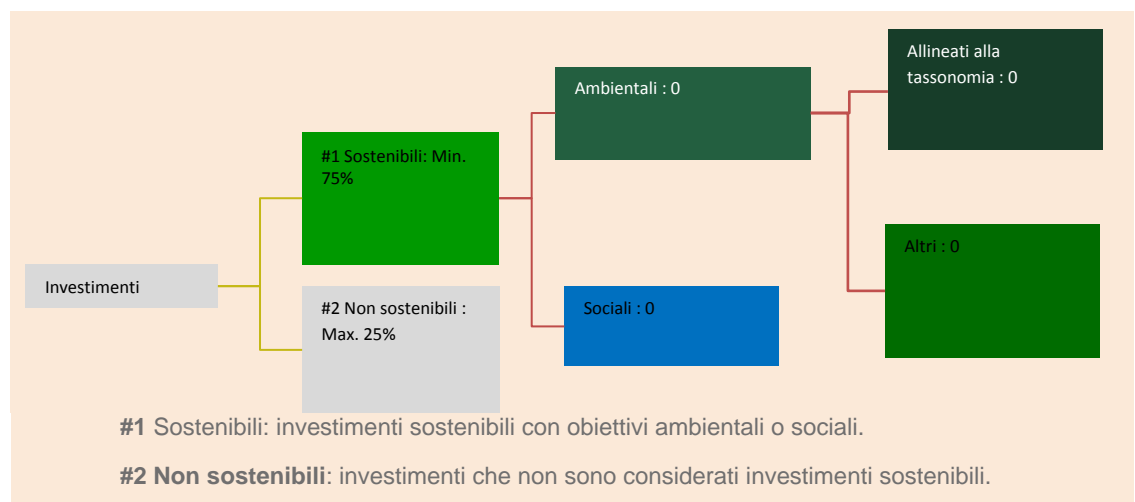 Investimenti
#1 Sostenibili: Min.
75%
#2 Non sostenibili :
Max. 25%
Ambientali : 0
Sociali : 0
Allineati alla
tassonomia : 0
Altri : 0
#1 Sostenibili: investimenti sostenibili con obiettivi ambientali o sociali.
#2 Non sostenibili: investimenti che non sono considerati investimenti sostenibili.